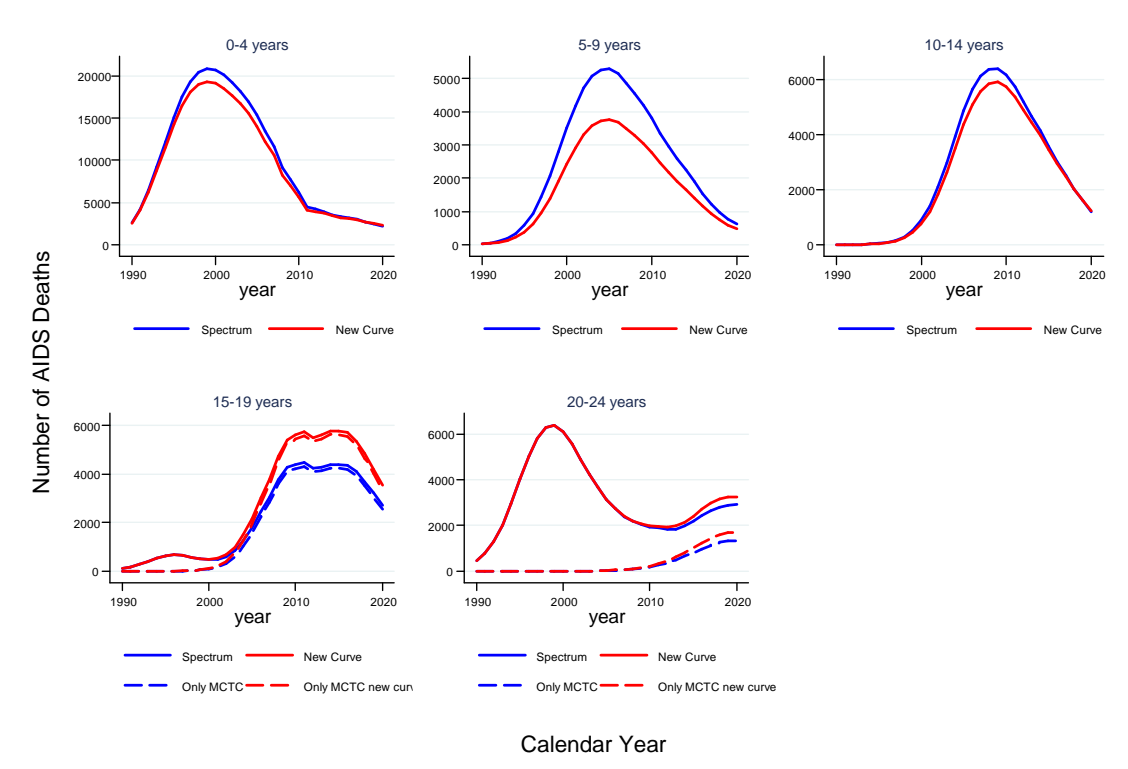 0-4 years
20000
15000
10000
5000
0
1990 2000 2010 2020
year
Spectrum New Curve
5-9 years
5000
4000
3000
2000
1000
0
1990 2000 2010 2020
year
Spectrum New Curve
10-14 years
6000
4000
2000
0
1990 2000 2010 2020
year
Spectrum New Curve
Number of AIDS Deaths
15-19 years
6000
4000
2000
0
1990 2000 2010 2020
year
Spectrum New Curve
Only MCTC Only MCTC new curv
20-24 years
6000
4000
2000
0
1990 2000 2010 2020
year
Spectrum New Curve
Only MCTC Only MCTC new curve
Calendar Year